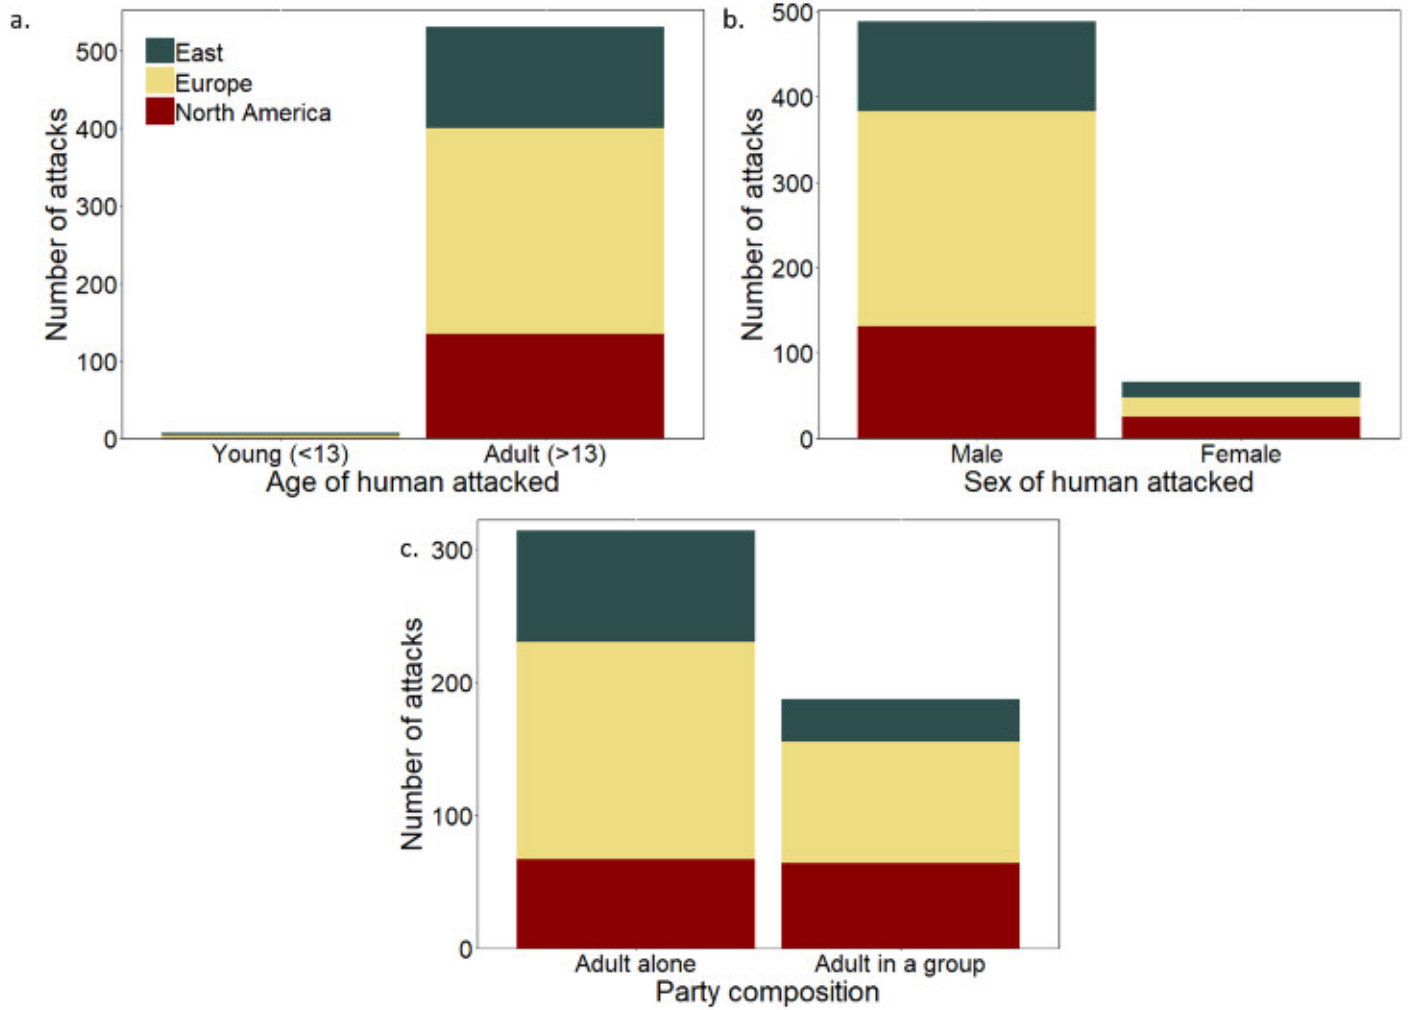 a.
500
400
300
200
100
0
Number of attacks
East
Europe
North America
Young (<13)
Adult (>13)
Age of human attacked
b.
500
400
300
200
100
0
Number of attacks
Male
Female
Sex of human attacked
c.
300
200
100
0
Number of attacks
Adult alone
Adult in a group
Party composition